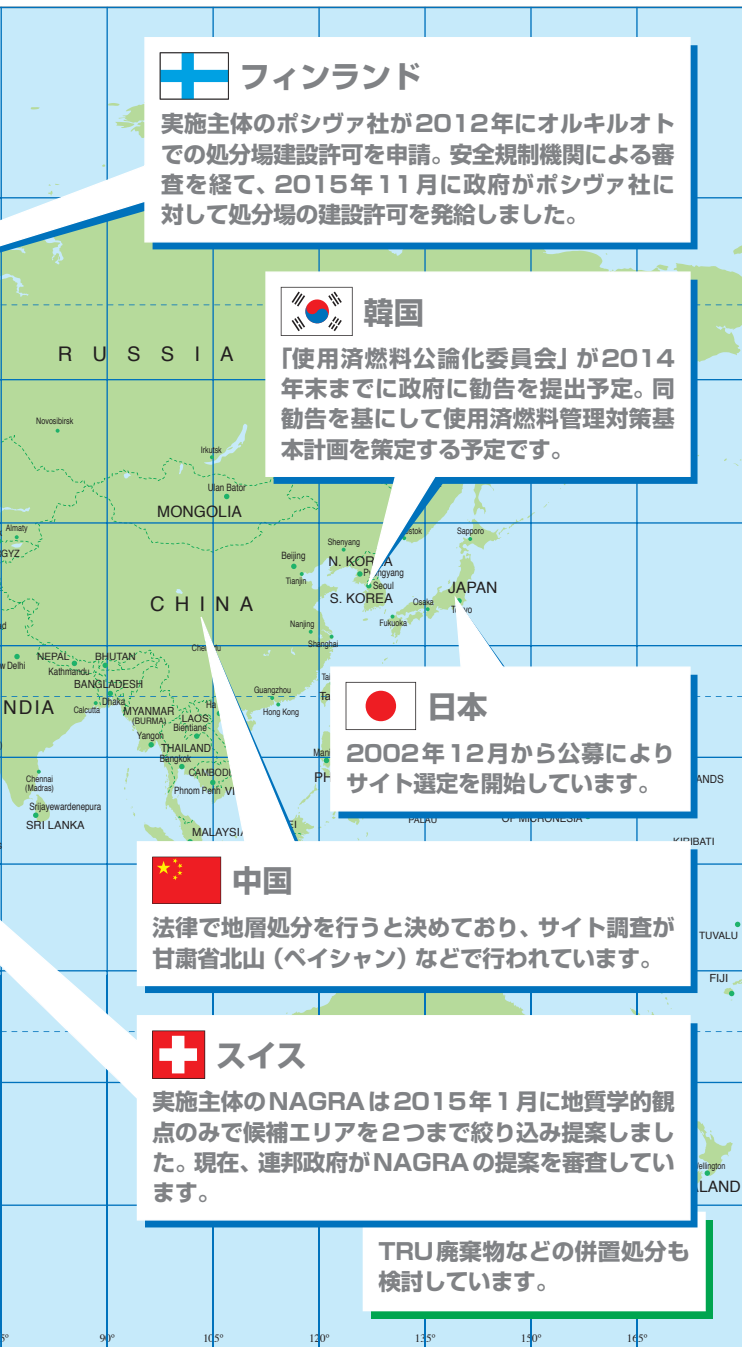 フィンランド
実施主体のポシヴァ社が2012年にオルキルオト
での処分場建設許可を申請。安全規制機関による審
査を経て、2015年11月に政府がポシヴァ社に
対して処分場の建設許可を発給しました。
韓国
「使用済燃料公論化委員会」が2014
年末までに政府に勧告を提出予定。同
勧告を基にして使用済燃料管理対策基
本計画を策定する予定です。
RUSSIA
Novosibirsk
Irkutsk
Ulan Bator
MONGOLIA
Almaty
Shenyang
Sapporo
Beijing
N. KOREA
Pyongyang
Tianjin
Seoul
S. KOREA
JAPAN
CHINA
Osaka
Tokyo
Nanjing
Fukuoka
Shanghai
NEPAL
BHUTAN
Kathmandu
BANGLADESH
Dhaka
Calcutta
MYANMAR
(BURMA)
LAOS
Guangzhou
Hong Kong
Yangon
Bientiane
THAILAND
Bangkok
Phnom Penh
Chennai
(Madras)
Srijayewardenepura
SRI LANKA
日本
2002年12月から公募により
サイト選定を開始しています。
PALAU
OF MICRONESIA
KIRIBATI
中国
法律で地層処分を行うと決めており、サイト調査が
甘粛省北山（ペイシャン）などで行われています。
TUVALU
FIJI
スイス
実施主体のNAGRAは2015年1月に地質学的観
点のみで候補エリアを2つまで絞り込み提案しまし
た。現在、連邦政府がNAGRAの提案を審査してい
ます。
TRU廃棄物などの併置処分も
検討しています。
90° 105° 120° 135° 150° 165°